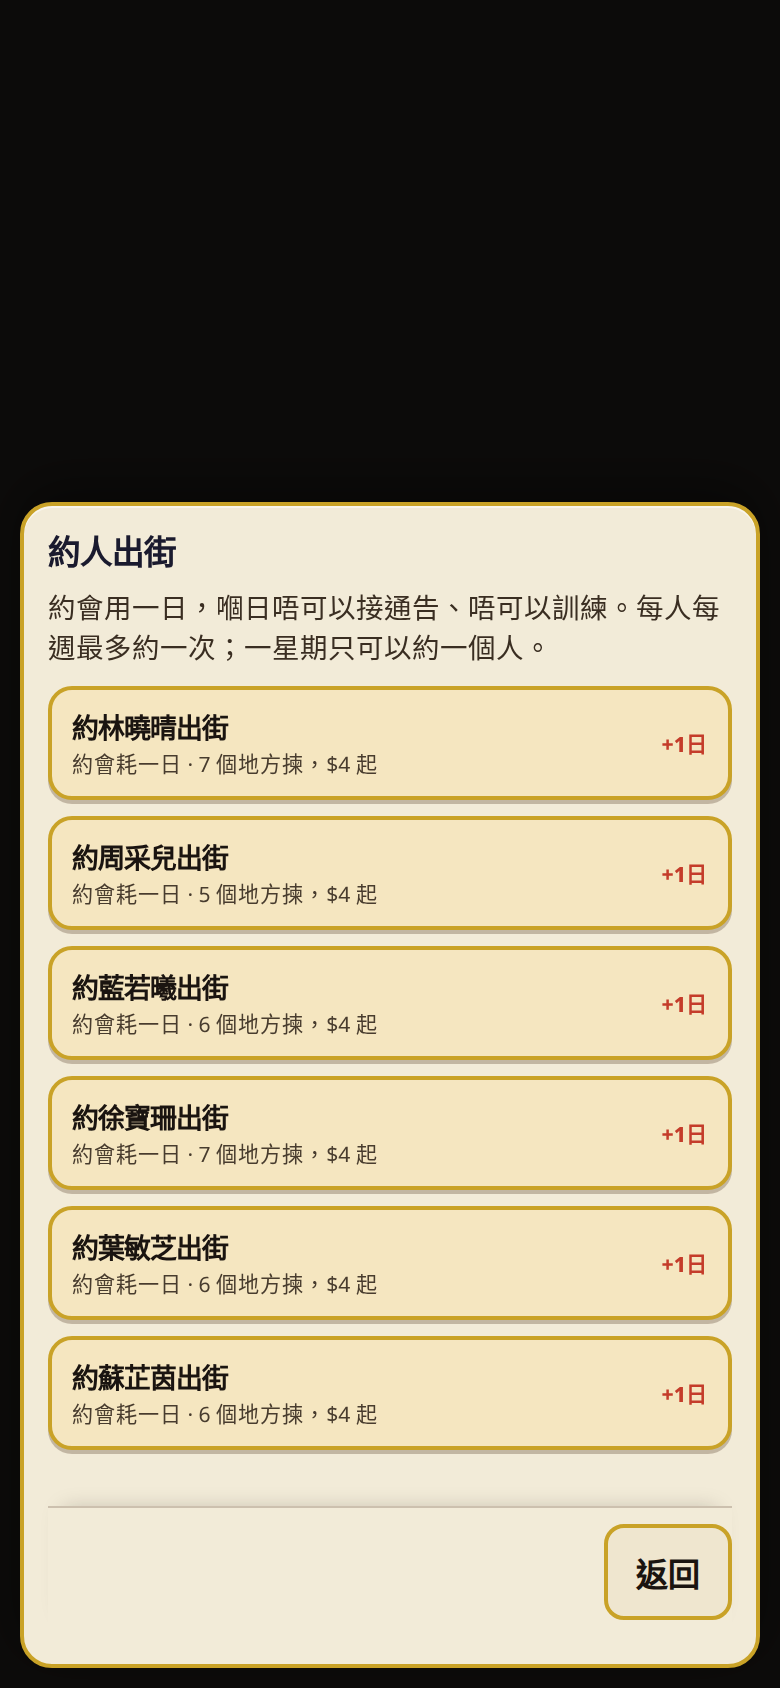 約人出街
約會用一日，嗰日唔可以接通告、唔可以訓練。每人每
週最多約一次；一星期只可以約一個人。
約林曉晴出街
約會耗一日 · 7 個地方揀，$4 起
+1日
約周采兒出街
約會耗一日 · 5 個地方揀，$4 起
+1日
約藍若曦出街
約會耗一日 · 6 個地方揀，$4 起
+1日
約徐寶珊出街
約會耗一日 · 7 個地方揀，$4 起
+1日
約葉敏芝出街
約會耗一日 · 6 個地方揀，$4 起
+1日
約蘇芷茵出街
約會耗一日 · 6 個地方揀，$4 起
+1日
返回